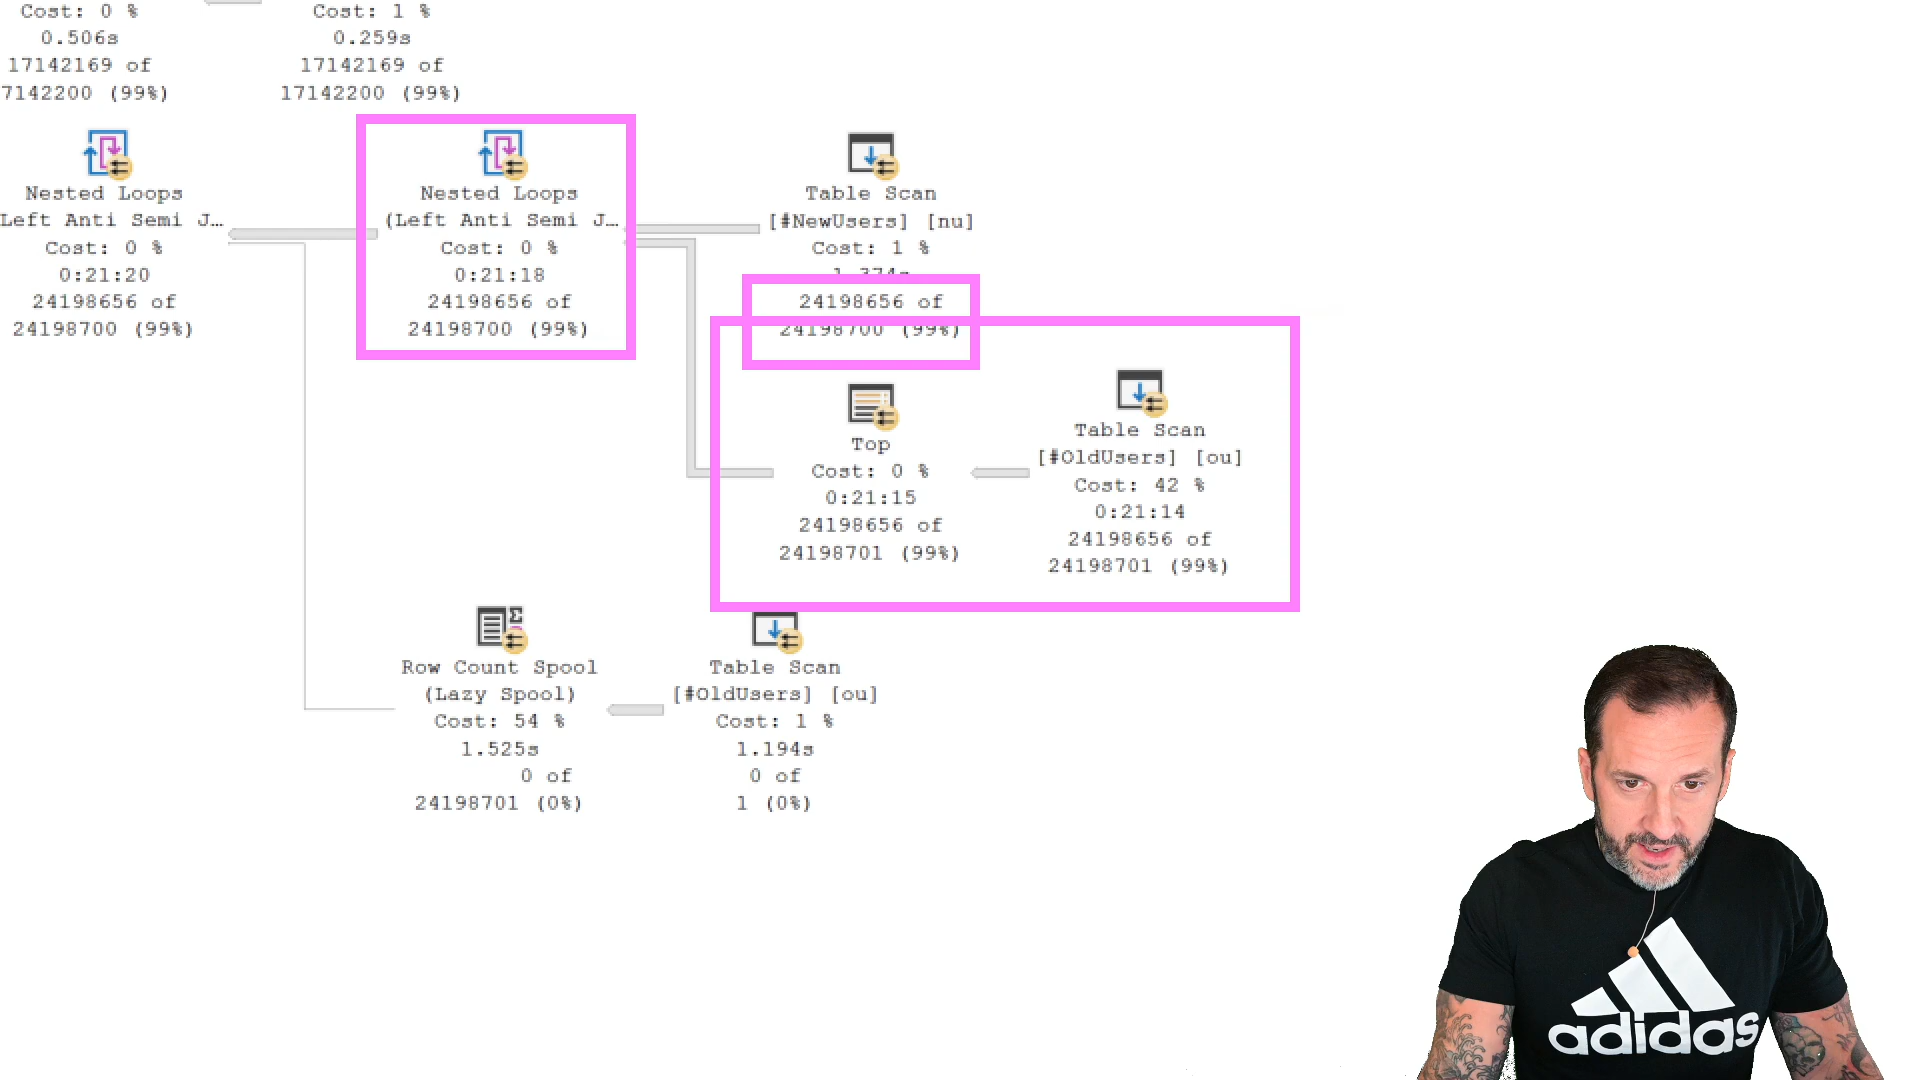 Cost: 0 %
0.506s
17142169 of
7142200 (99%)
Cost: 1 %
0.259s
17142169 of
17142200 (99%)
Nested Loops
Left Anti Semi J...
Cost: 0 %
0:21:20
24198656 of
24198700 (99%)
Nested Loops
(Left Anti Semi J...
Cost: 0 %
0:21:18
24198656 of
24198700 (99%)
Table Scan
[#NewUsers] [nu]
Cost: 1 %
1.374s
24198656 of
24198700 (99%)
Top
Cost: 0 %
0:21:15
24198656 of
24198701 (99%)
Table Scan
[#OldUsers] [ou]
Cost: 42 %
0:21:14
24198656 of
24198701 (99%)
Row Count Spool
(Lazy Spool)
Cost: 54 %
1.525s
0 of
24198701 (0%)
Table Scan
[#OldUsers] [ou]
Cost: 1 %
1.194s
0 of
1 (0%)
adidas